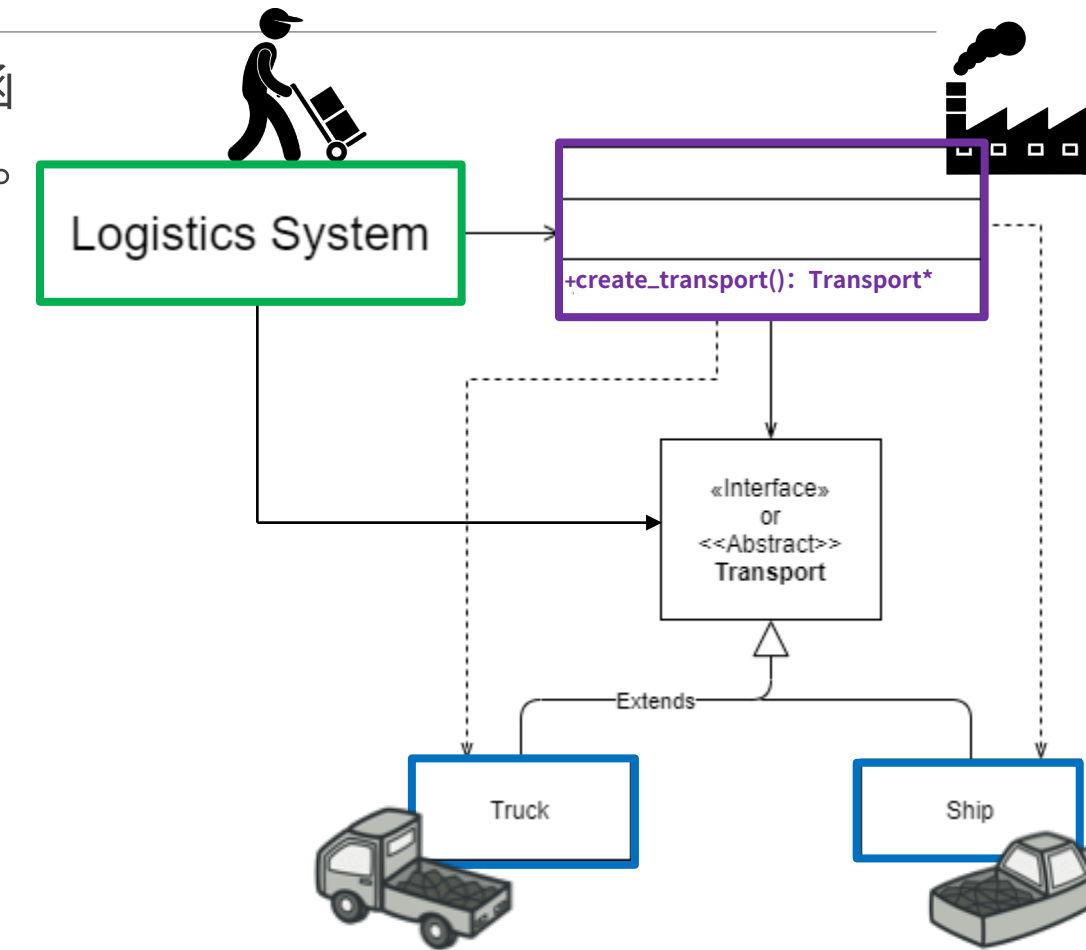 。
Logistics System
+create_transport()：Transport*
«Interface»
or
<<Abstract>>
Transport
Extends
Truck
Ship